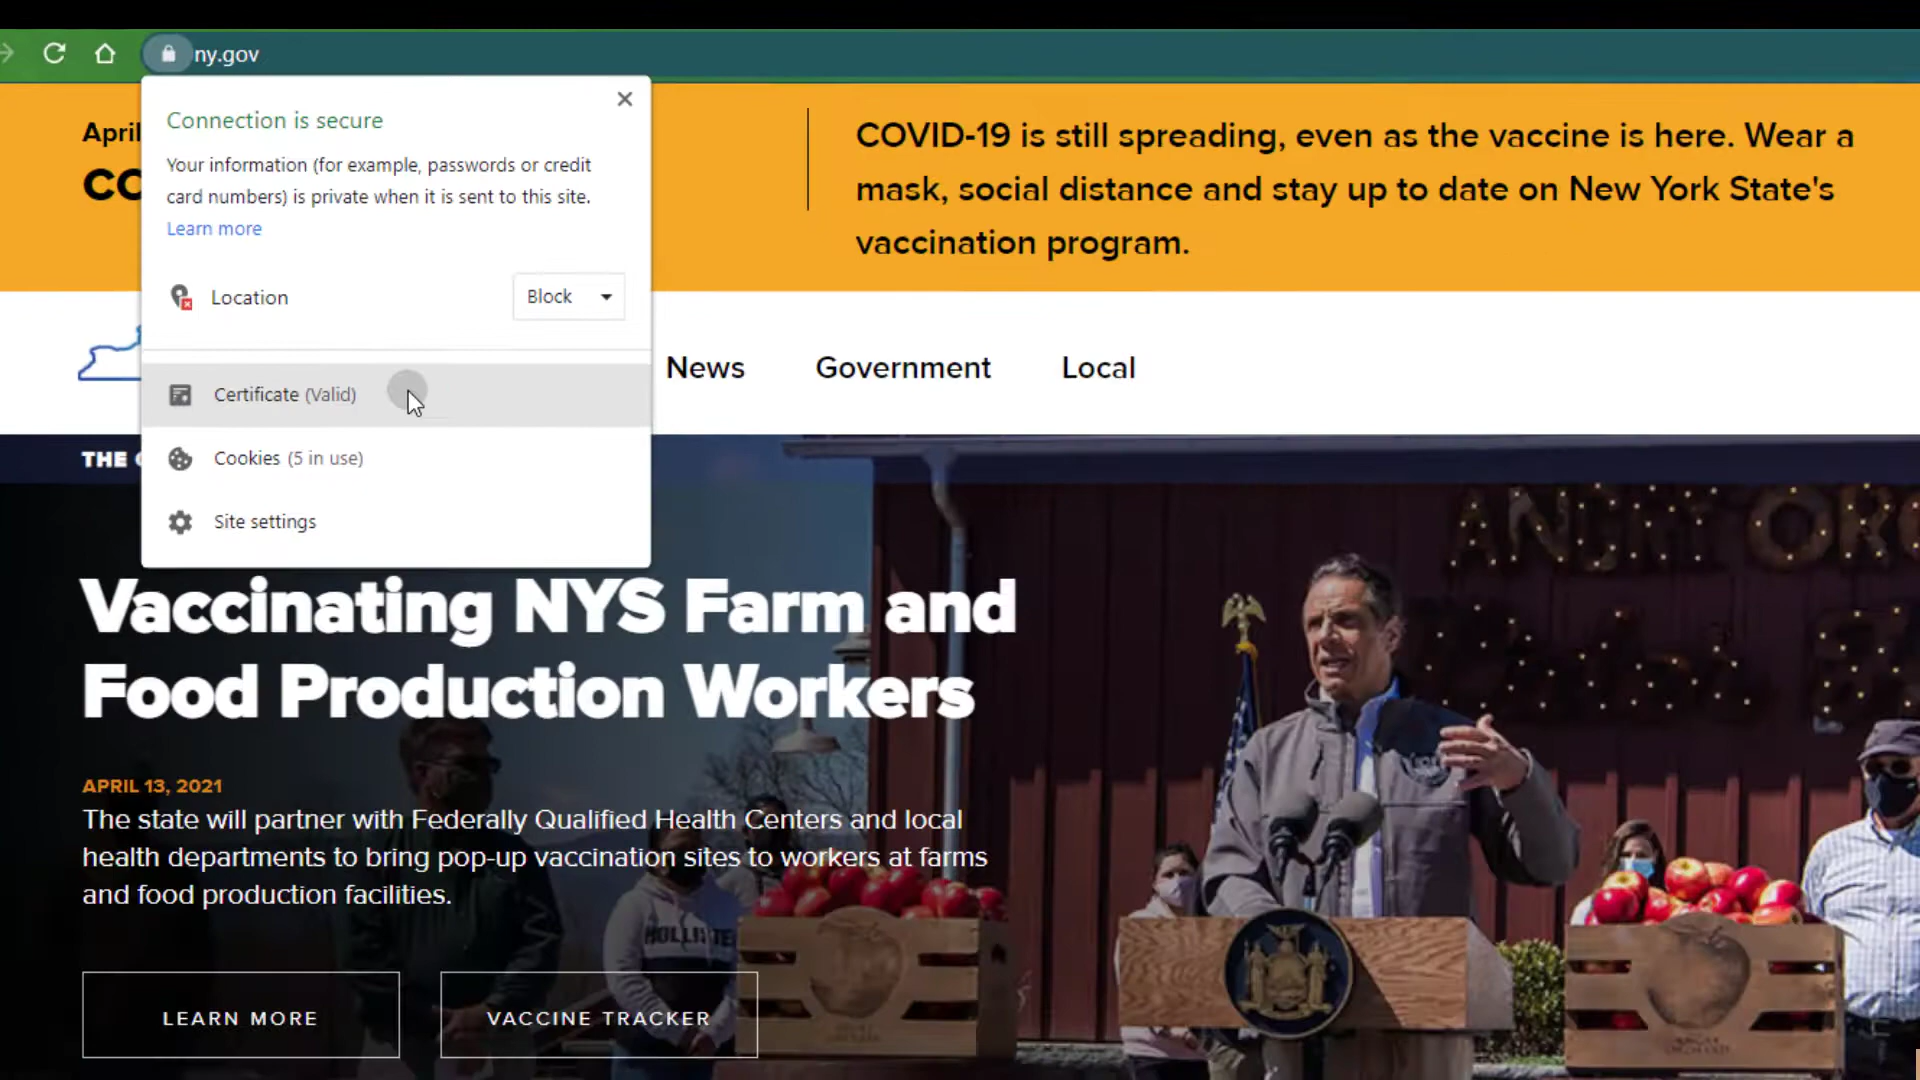 ny.gov
Connection is secure
Your information (for example, passwords or credit
card numbers) is private when it is sent to this site.
Learn more
Location
Block
Certificate (Valid)
Cookies (5 in use)
Site settings
April
CO
COVID-19 is still spreading, even as the vaccine is here. Wear a
mask, social distance and stay up to date on New York State's
vaccination program.
News
Government
Local
THE
Vaccinating NYS Farm and
Food Production Workers
APRIL 13, 2021
The state will partner with Federally Qualified Health Centers and local
health departments to bring pop-up vaccination sites to workers at farms
and food production facilities.
LEARN MORE
VACCINE TRACKER
ANGRY ORC
HOLLISTE